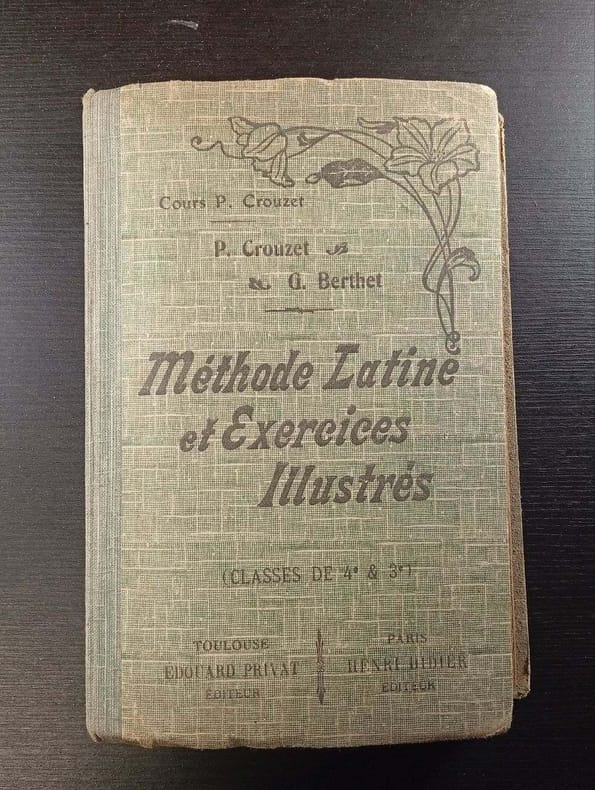 Cours P. Crouzet
P. Crouzet
G. Berthet
Méthode Latine
et Exercices
Illustrés
(CLASSES DE 4e & 3e)
TOULOUSE
EDOUARD PRIVAT
ÉDITEUR
PARIS
HENRI DIDIER
ÉDITEUR